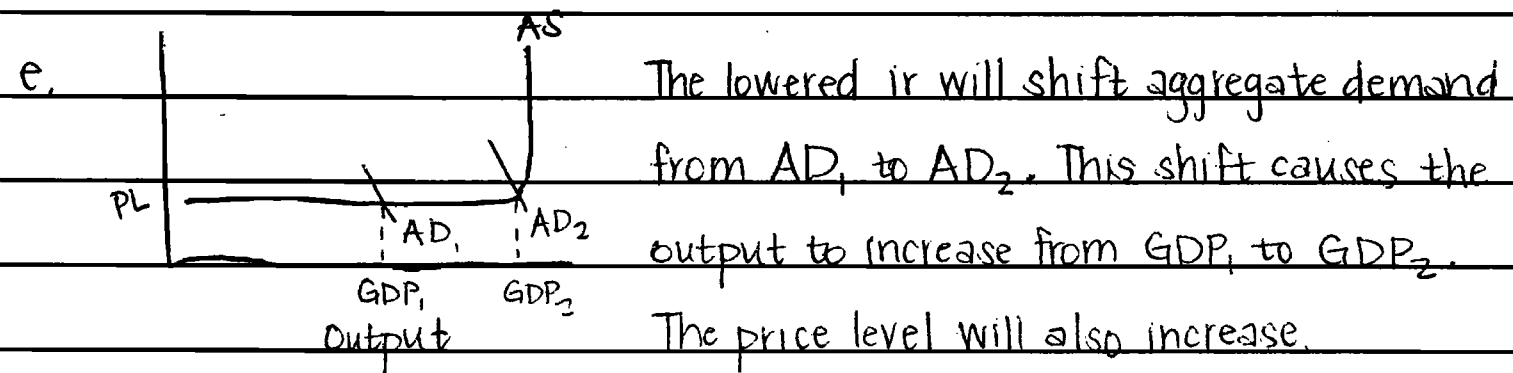 AS
e.
PL
AD₁
AD₂
GDP₁ GDP₂
Output
The lowered ir will shift aggregate demand
from AD₁ to AD₂. This shift causes the
output to increase from GDP₁ to GDP₂.
The price level will also increase.